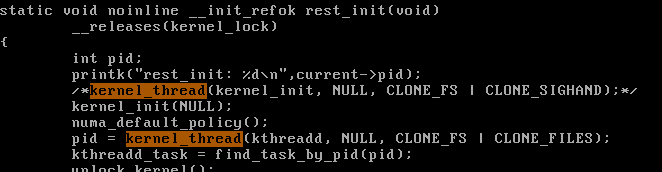 static void noinline __init_refok rest_init(void)
        __releases(kernel_lock)
{
        int pid;
        printk("rest_init: %d\n",current->pid);
        /*kernel_thread(kernel_init, NULL, CLONE_FS | CLONE_SIGHAND);*/
        kernel_init(NULL);
        numa_default_policy();
        pid = kernel_thread(kthreadd, NULL, CLONE_FS | CLONE_FILES);
        kthreadd_task = find_task_by_pid(pid);
        unlock_kernel();